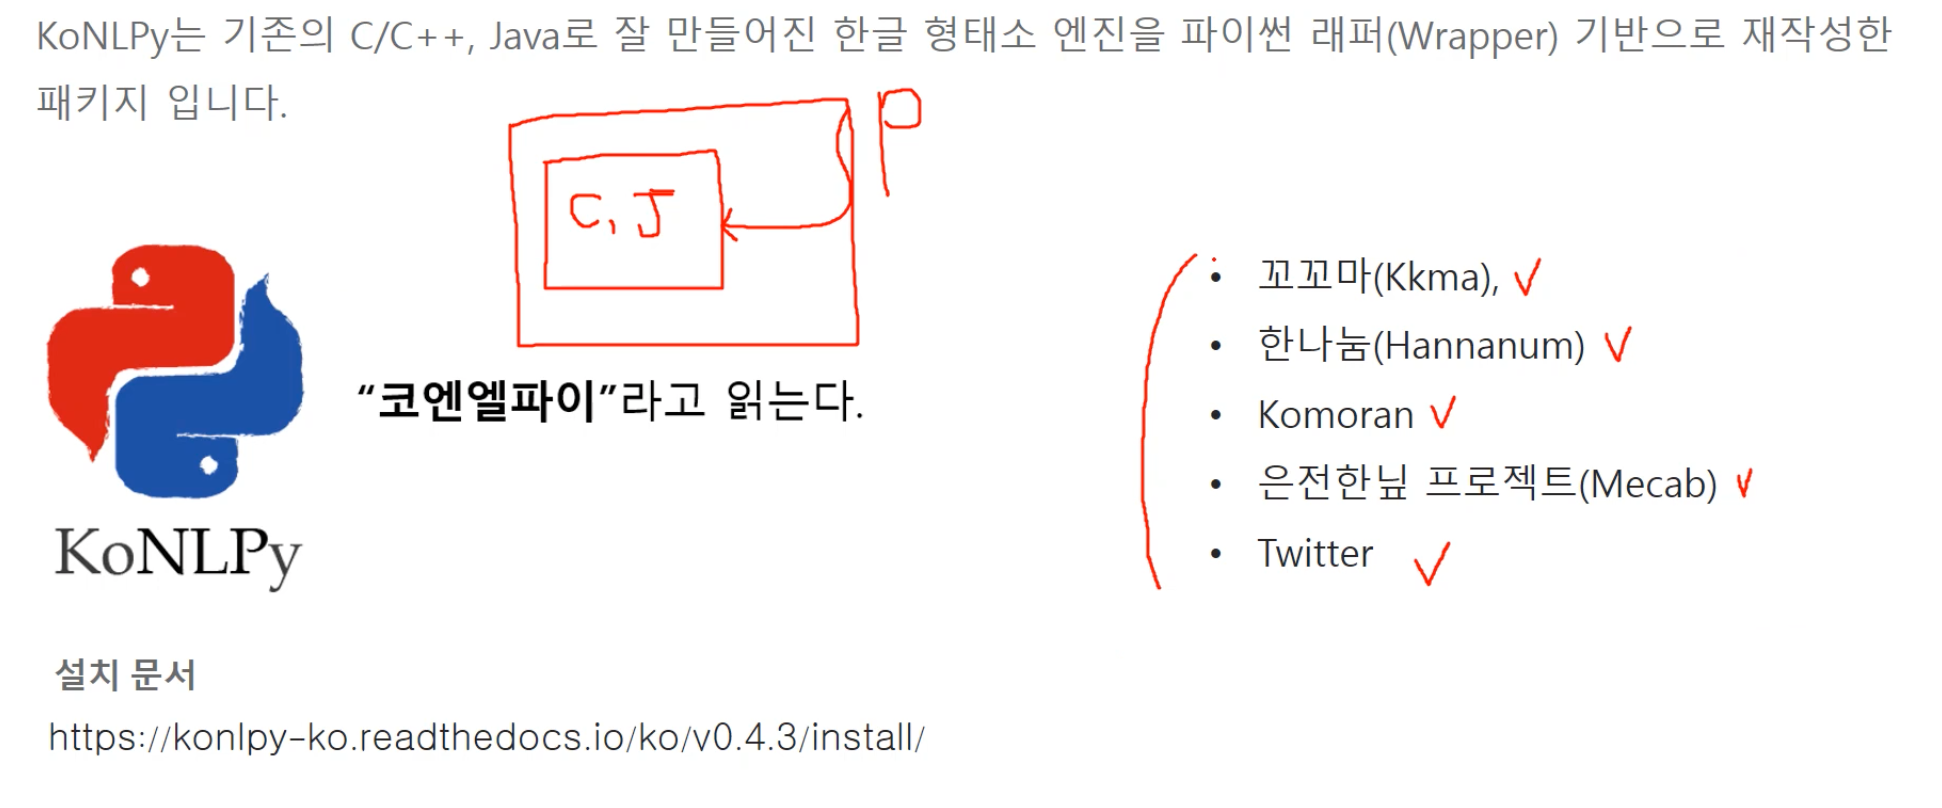 KoNLPy는 기존의 C/C++, Java로 잘 만들어진 한글 형태소 엔진을 파이썬 래퍼(Wrapper) 기반으로 재작성한
패키지 입니다.
P
C, J
• 꼬꼬마(Kkma),
• 한나눔(Hannanum)
“코엔엘파이”라고 읽는다.
• Komoran
• 은전한닢 프로젝트(Mecab)
• Twitter
KoNLPy
설치 문서
https://konlpy-ko.readthedocs.io/ko/v0.4.3/install/